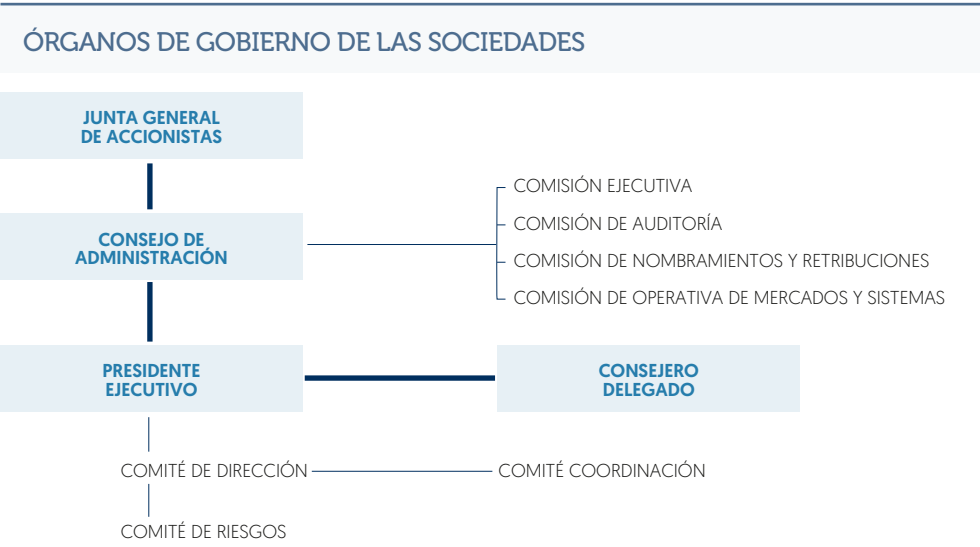 ÓRGANOS DE GOBIERNO DE LAS SOCIEDADES
JUNTA GENERAL
DE ACCIONISTAS
COMISIÓN EJECUTIVA
COMISIÓN DE AUDITORÍA
CONSEJO DE
ADMINISTRACIÓN
COMISIÓN DE NOMBRAMIENTOS Y RETRIBUCIONES
COMISIÓN DE OPERATIVA DE MERCADOS Y SISTEMAS
PRESIDENTE
EJECUTIVO
CONSEJERO
DELEGADO
COMITÉ DE DIRECCIÓN
COMITÉ COORDINACIÓN
COMITÉ DE RIESGOS